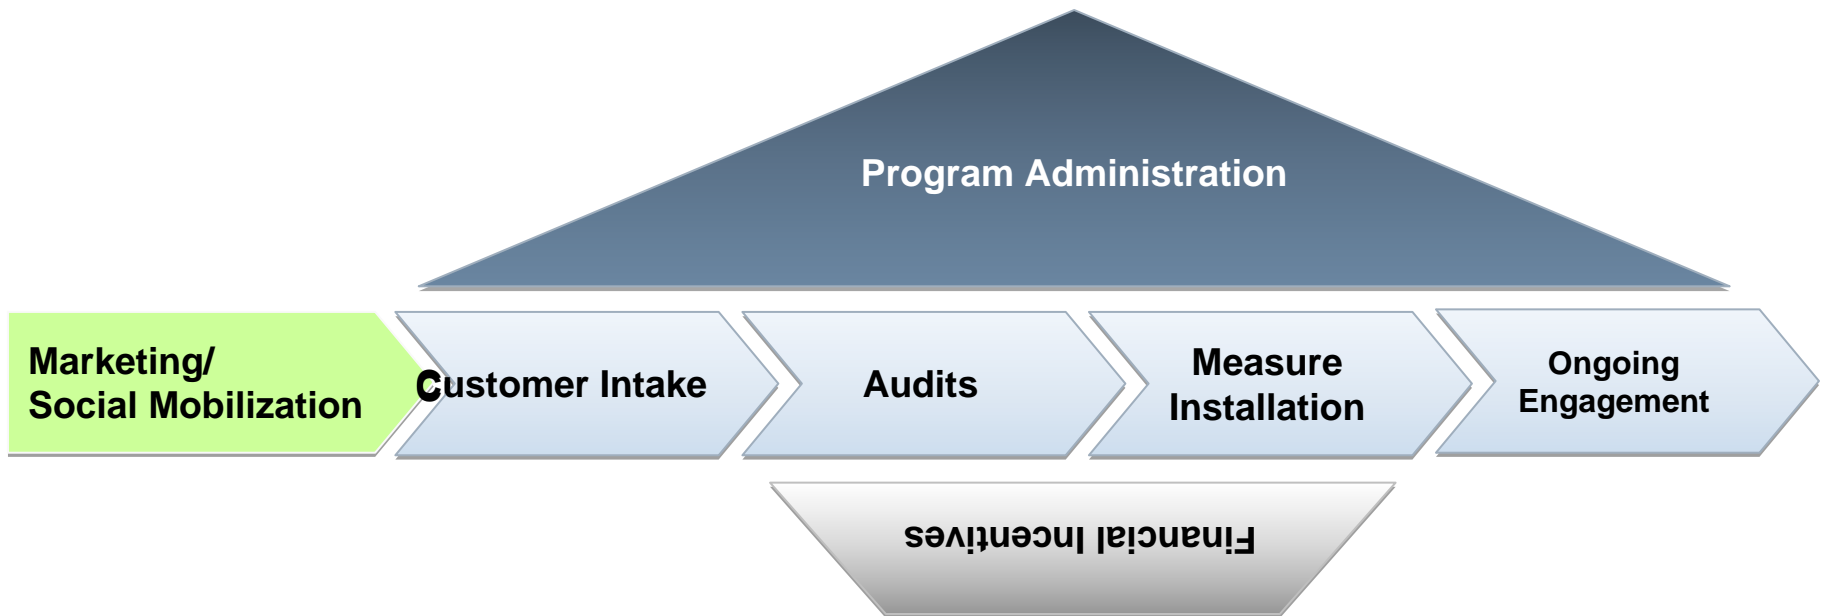 Program Administration
Marketing/
Social Mobilization
Customer Intake
Audits
Measure
Installation
Ongoing
Engagement
Financial Incentives